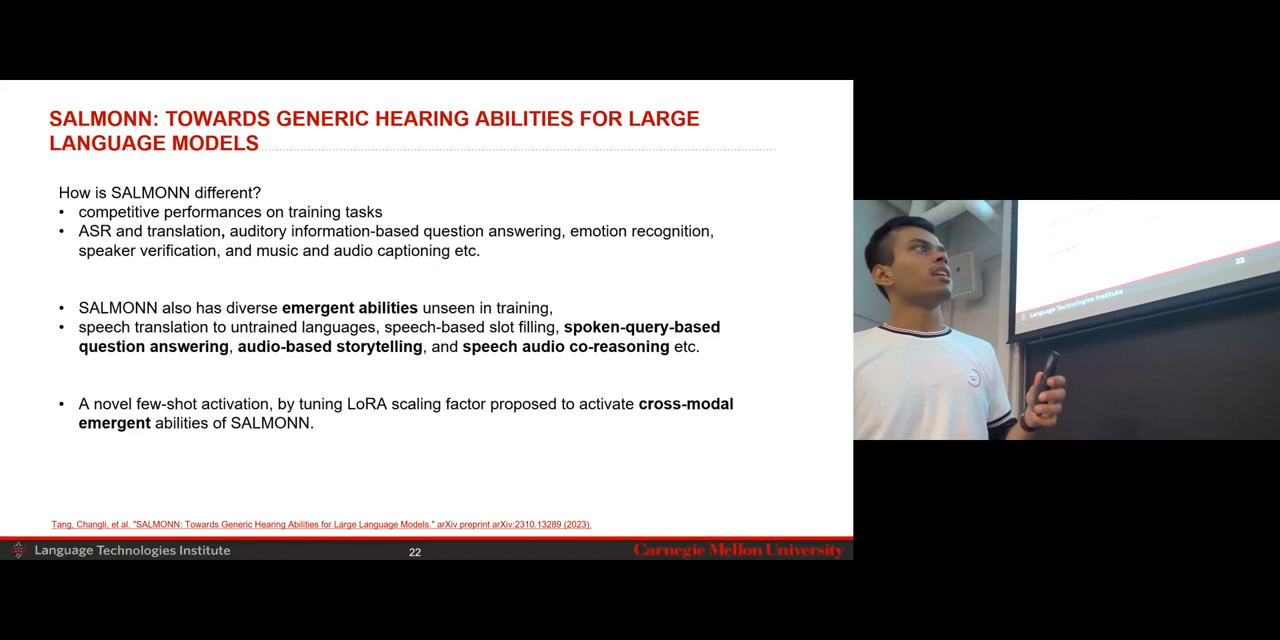 SALMONN: TOWARDS GENERIC HEARING ABILITIES FOR LARGE
LANGUAGE MODELS
How is SALMONN different?
• competitive performances on training tasks
• ASR and translation, auditory information-based question answering, emotion recognition,
speaker verification, and music and audio captioning etc.
• SALMONN also has diverse emergent abilities unseen in training,
• speech translation to untrained languages, speech-based slot filling, spoken-query-based
question answering, audio-based storytelling, and speech audio co-reasoning etc.
• A novel few-shot activation, by tuning LoRA scaling factor proposed to activate cross-modal
emergent abilities of SALMONN.
Tang, Changli, et al. "SALMONN: Towards Generic Hearing Abilities for Large Language Models." arXiv preprint arXiv:2310.13289 (2023).
Language Technologies Institute
22
Carnegie Mellon University
22
Language Technologies Institute